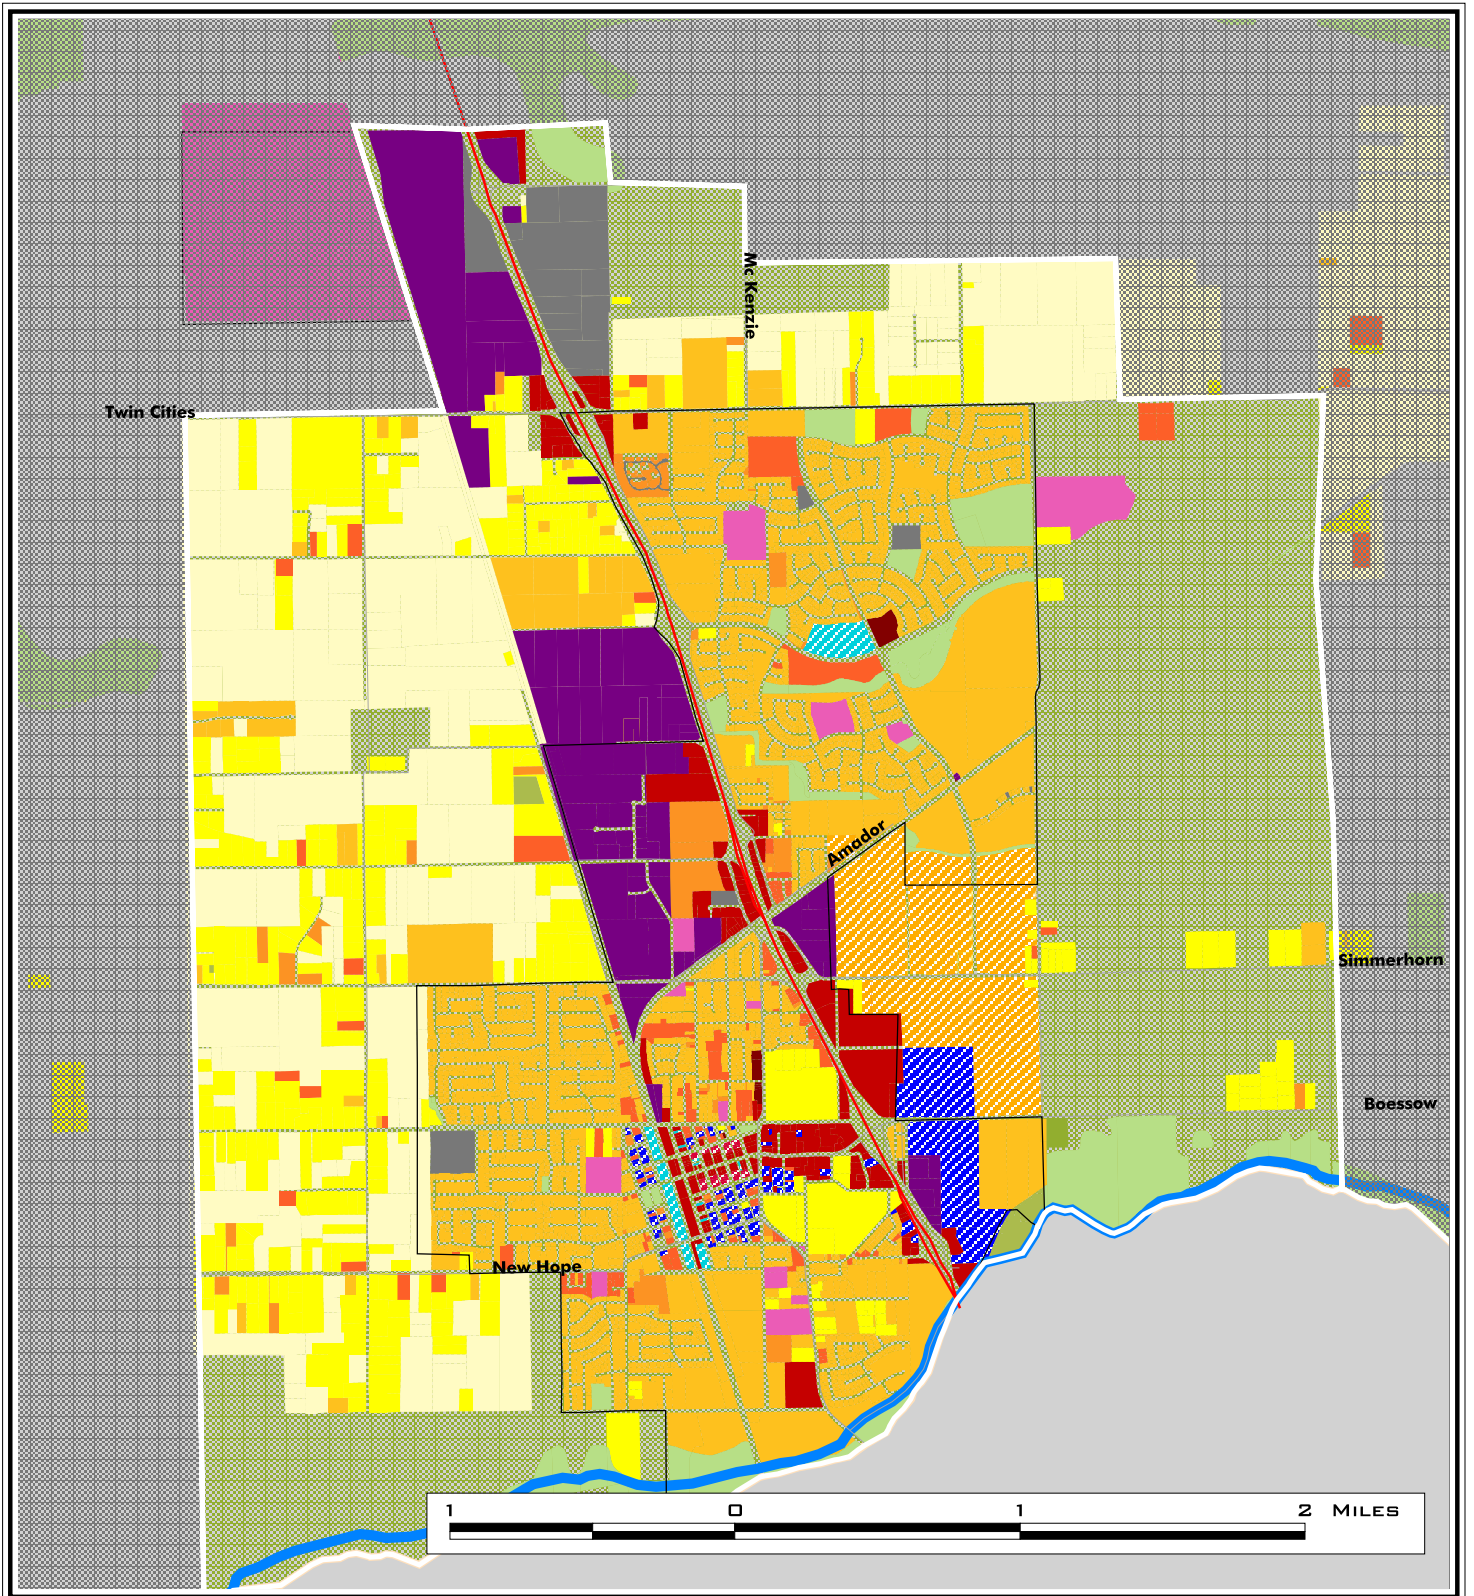 Mc Kenzie
Twin Cities
Amador
Simmerhorn
Boessow
New Hope
1 0 1 2 Miles